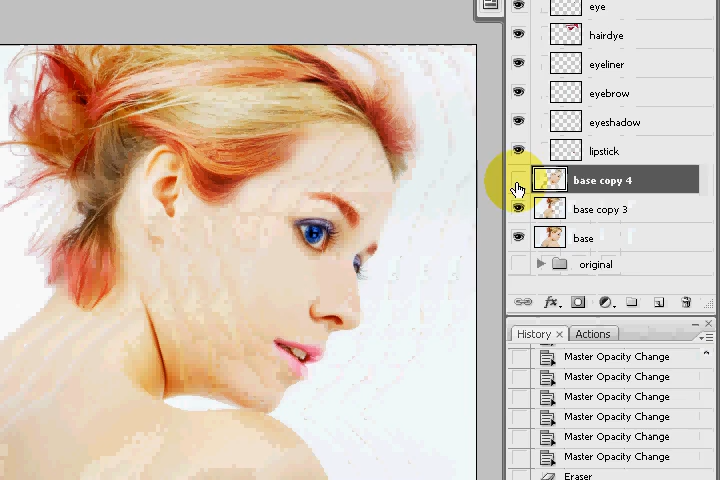 eye
hairdye
eyeliner
eyebrow
eyeshadow
lipstick
base copy 4
base copy 3
base
original
fx
History × Actions
Master Opacity Change
Master Opacity Change
Master Opacity Change
Master Opacity Change
Master Opacity Change
Master Opacity Change
Eraser